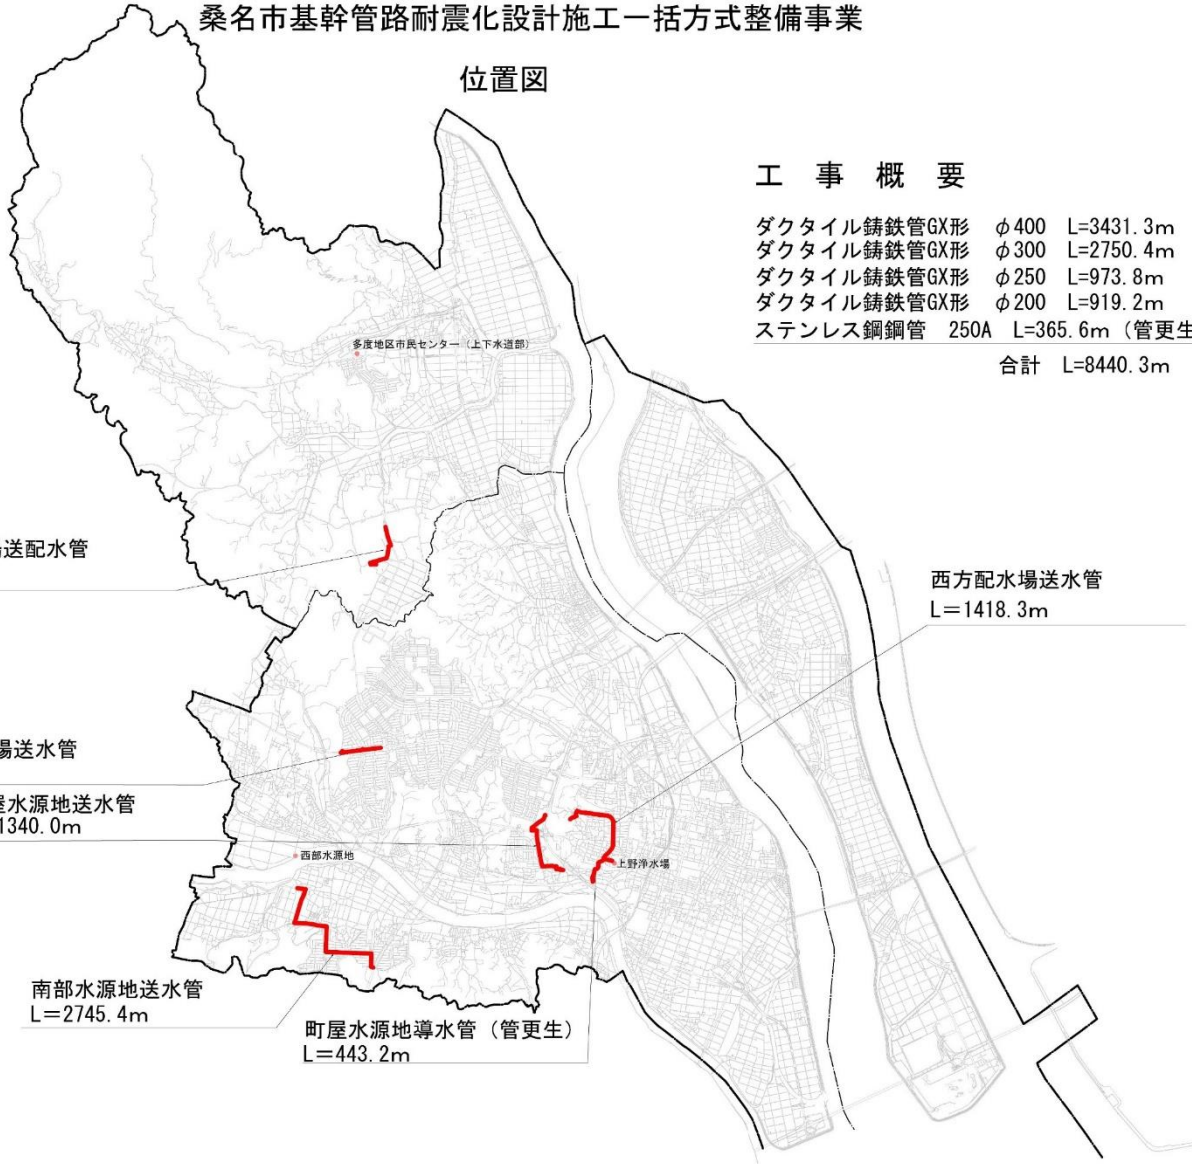 桑名市基幹管路耐震化設計施工一括方式整備事業
位置図
工 事 概 要
ダクタイル鋳鉄管GX形 φ400 L=3431.3m
ダクタイル鋳鉄管GX形 φ300 L=2750.4m
ダクタイル鋳鉄管GX形 φ250 L=973.8m
ダクタイル鋳鉄管GX形 φ200 L=919.2m
ステンレス鋼鋼管 250A L=365.6m（管更生
合計 L=8440.3m
多度地区市民センター（上下水道部）
送配水管
西方配水場送水管
L=1418.3m
場送水管
水源地送水管
1340.0m
西部水源地
上野浄水場
南部水源地送水管
L=2745.4m
町屋水源地導水管（管更生）
L=443.2m